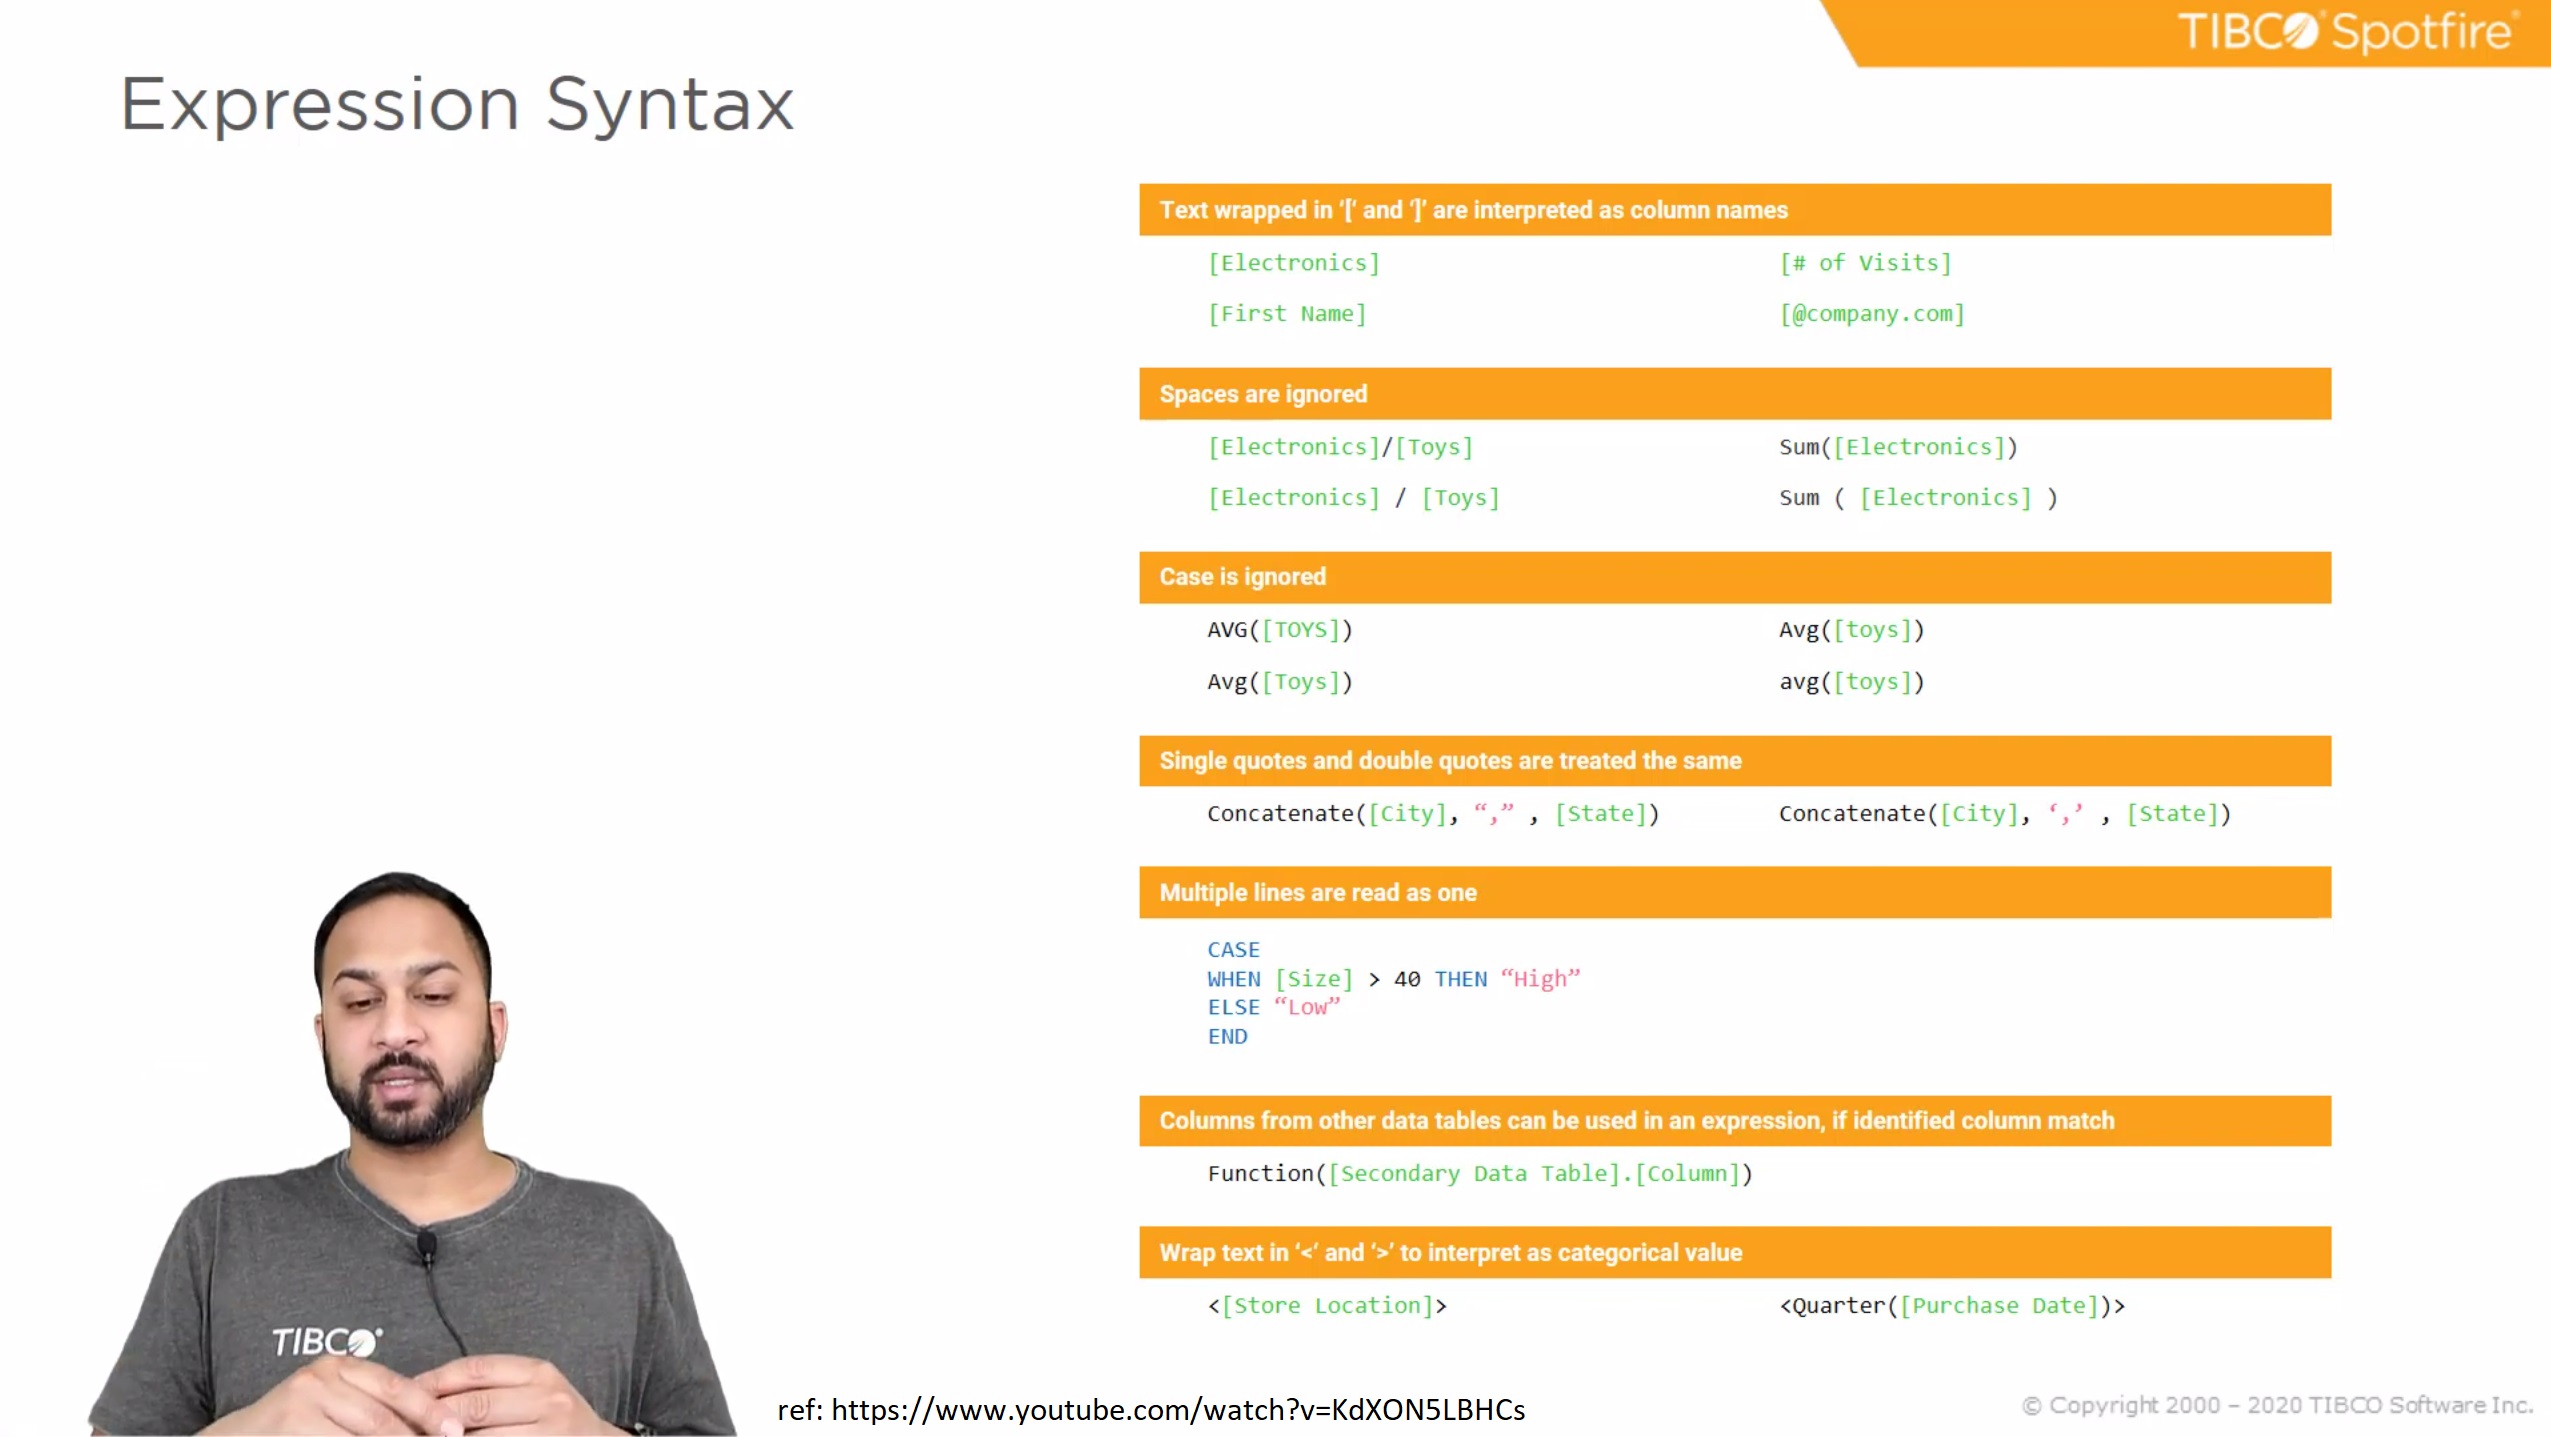 TIBCO Spotfire®
Expression Syntax
Text wrapped in ‘[‘ and ‘]’ are interpreted as column names
[Electronics] [# of Visits]
[First Name] [@company.com]
Spaces are ignored
[Electronics]/[Toys] Sum([Electronics])
[Electronics] / [Toys] Sum ( [Electronics] )
Case is ignored
AVG([TOYS]) Avg([toys])
Avg([Toys]) avg([toys])
Single quotes and double quotes are treated the same
Concatenate([City], “,” , [State]) Concatenate([City], ‘,’ , [State])
Multiple lines are read as one
CASE
WHEN [Size] > 40 THEN “High”
ELSE “Low”
END
Columns from other data tables can be used in an expression, if identified column match
Function([Secondary Data Table].[Column])
Wrap text in ‘<‘ and ‘>’ to interpret as categorical value
<[Store Location]> <Quarter([Purchase Date])>
TIBCO
ref: https://www.youtube.com/watch?v=KdXON5LBHCs
© Copyright 2000 – 2020 TIBCO Software Inc.